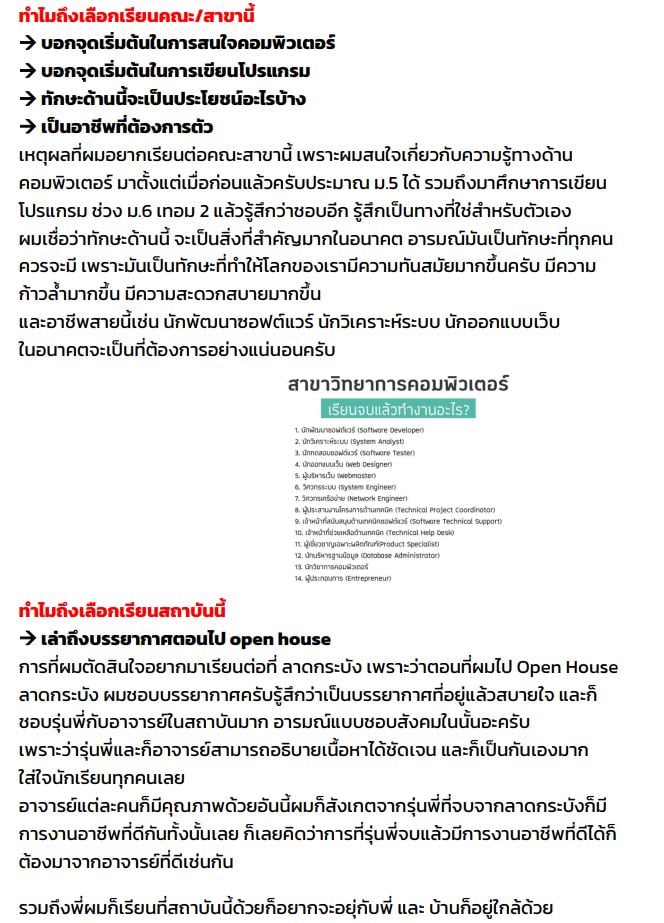 ทำไมถึงเลือกเรียนคณะ/สาขานี้
→ บอกจุดเริ่มต้นในการสนใจคอมพิวเตอร์
→ บอกจุดเริ่มต้นในการเขียนโปรแกรม
→ ทักษะด้านนี้จะเป็นประโยชน์อะไรบ้าง
→ เป็นอาชีพที่ต้องการตัว
เหตุผลที่ผมอยากเรียนต่อคณะสาขานี้ เพราะผมสนใจเกี่ยวกับความรู้ทางด้าน
คอมพิวเตอร์ มาตั้งแต่เมื่อก่อนแล้วครับประมาณ ม.5 ได้ รวมถึงมาศึกษาการเขียน
โปรแกรม ช่วง ม.6 เทอม 2 แล้วรู้สึกว่าชอบอีก รู้สึกเป็นทางที่ใช่สำหรับตัวเอง
ผมเชื่อว่าทักษะด้านนี้ จะเป็นสิ่งที่สำคัญมากในอนาคต อารมณ์มันเป็นทักษะที่ทุกคน
ควรจะมี เพราะมันเป็นทักษะที่ทำให้โลกของเรามีความทันสมัยมากขึ้นครับ มีความ
ก้าวล้ำมากขึ้น มีความสะดวกสบายมากขึ้น
และอาชีพสายนี้เช่น นักพัฒนาซอฟต์แวร์ นักวิเคราะห์ระบบ นักออกแบบเว็บ
ในอนาคตจะเป็นที่ต้องการอย่างแน่นอนครับ
สาขาวิทยาการคอมพิวเตอร์
เรียนจบแล้วทำงานอะไร?
1. นักพัฒนาซอฟต์แวร์ (Software Developer)
2. นักวิเคราะห์ระบบ (System Analyst)
3. นักทดสอบซอฟต์แวร์ (Software Tester)
4. นักออกแบบเว็บ (Web Designer)
5. ผู้บริหารเว็บ (Webmaster)
6. วิศวกรระบบ (System Engineer)
7. วิศวกรเครือข่าย (Network Engineer)
8. ผู้ประสานงานโครงการด้านเทคนิค (Technical Project Coordinator)
9. เจ้าหน้าที่สนับสนุนด้านเทคนิคซอฟต์แวร์ (Software Technical Support)
10. เจ้าหน้าที่ช่วยเหลือด้านเทคนิค (Technical Help Desk)
11. ผู้เชี่ยวชาญเฉพาะผลิตภัณฑ์(Product Specialist)
12. นักบริหารฐานข้อมูล (Database Administrator)
13. นักวิชาการคอมพิวเตอร์
14. ผู้ประกอบการ (Entrepreneur)
ทำไมถึงเลือกเรียนสถาบันนี้
→ เล่าถึงบรรยากาศตอนไป open house
การที่ผมตัดสินใจอยากมาเรียนต่อที่ ลาดกระบัง เพราะว่าตอนที่ผมไป Open House
ลาดกระบัง ผมชอบบรรยากาศครับรู้สึกว่าเป็นบรรยากาศที่อยู่แล้วสบายใจ และก็
ชอบรุ่นพี่กับอาจารย์ในสถาบันมาก อารมณ์แบบชอบสังคมในนั้นอะครับ
เพราะว่ารุ่นพี่และก็อาจารย์สามารถอธิบายเนื้อหาได้ชัดเจน และก็เป็นกันเองมาก
ใส่ใจนักเรียนทุกคนเลย
อาจารย์แต่ละคนก็มีคุณภาพด้วยอันนี้ผมก็สังเกตจากรุ่นพี่ที่จบจากลาดกระบังก็มี
การงานอาชีพที่ดีกันทั้งนั้นเลย ก็เลยคิดว่าการที่รุ่นพี่จบแล้วมีการงานอาชีพที่ดีได้ก็
ต้องมาจากอาจารย์ที่ดีเช่นกัน
รวมถึงพี่ผมก็เรียนที่สถาบันนี้ด้วยก็อยากจะอยู่กับพี่ และ บ้านก็อยู่ใกล้ด้วย